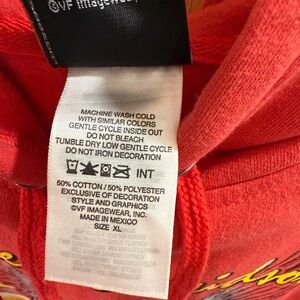 ©VF Imagewear
MACHINE WASH COLD
WITH SIMILAR COLORS
GENTLE CYCLE INSIDE OUT
DO NOT BLEACH
TUMBLE DRY LOW GENTLE CYCLE
DO NOT IRON DECORATION
INT
50% COTTON / 50% POLYESTER
EXCLUSIVE OF DECORATION
STYLE AND GRAPHICS
©VF IMAGEWEAR, INC.
MADE IN MEXICO
SIZE XL